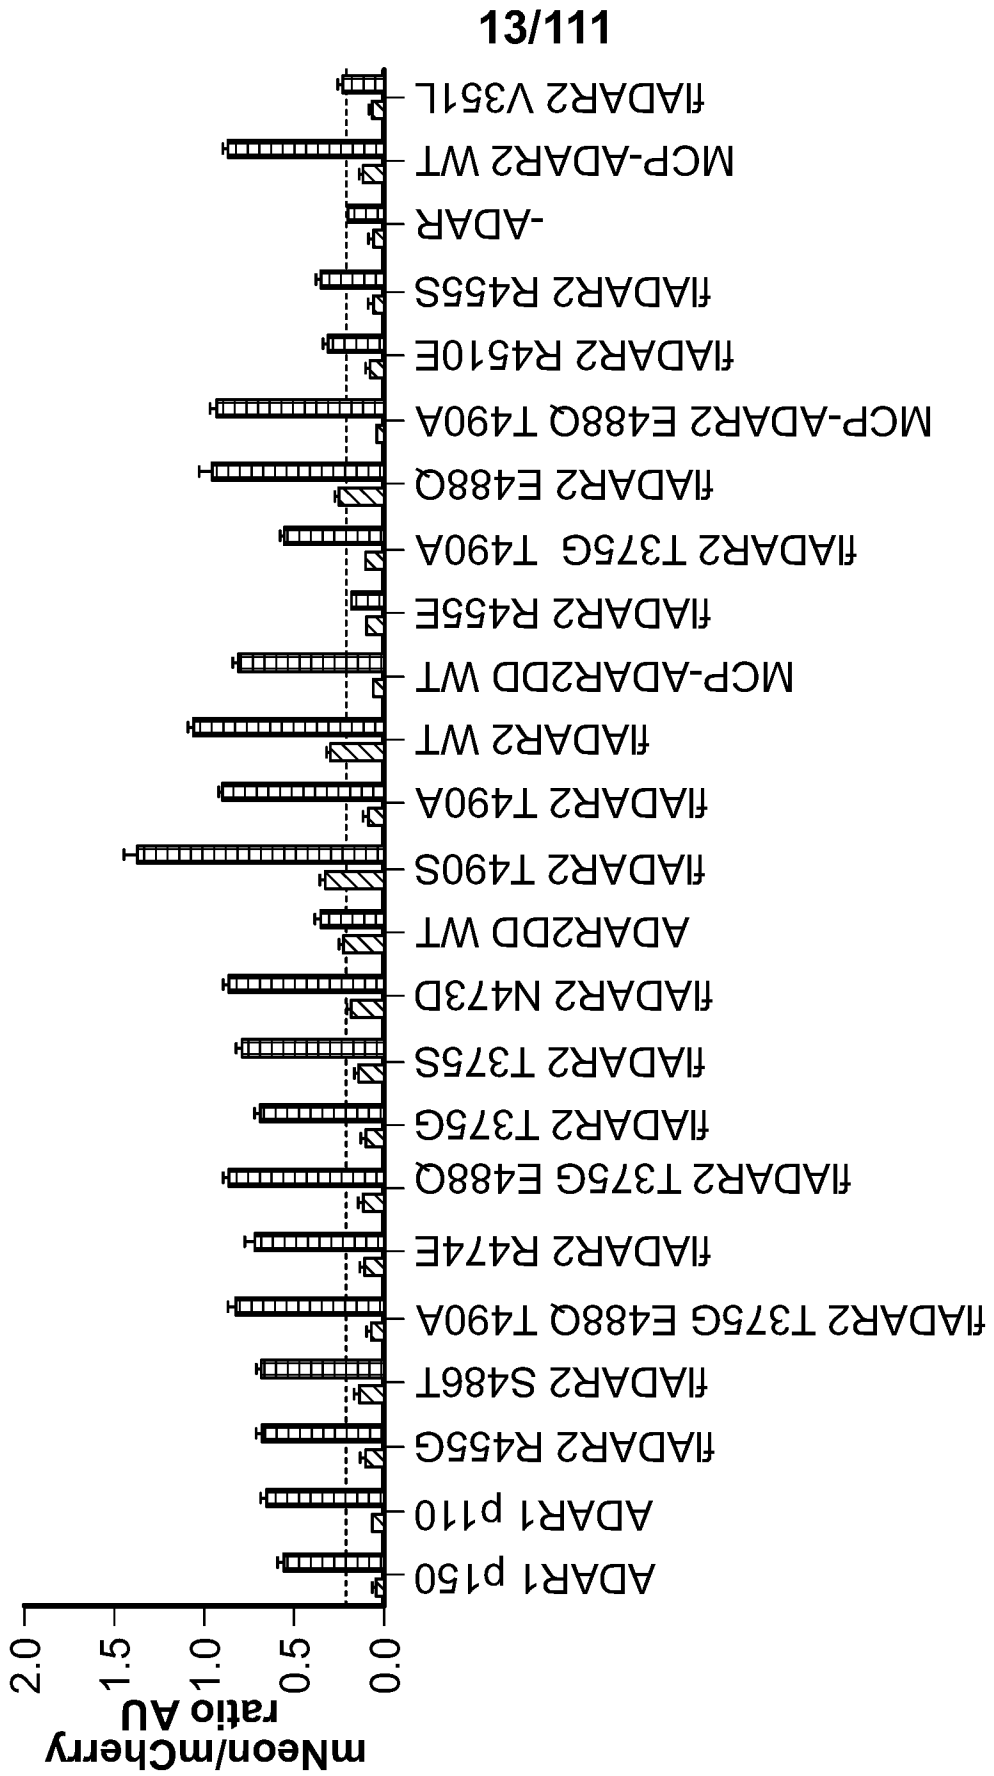 13/111
mNeon/mCherry
ratio AU
2.0
1.5
1.0
0.5
0.0
ADAR1 p150
ADAR1 p110
flADAR2 R455G
flADAR2 S486T
flADAR2 T375G E488Q T490A
flADAR2 R474E
flADAR2 T375G E488Q
flADAR2 T375G
flADAR2 T375S
flADAR2 N473D
ADAR2DD WT
flADAR2 T490S
flADAR2 T490A
flADAR2 WT
MCP-ADAR2DD WT
flADAR2 R455E
flADAR2 T375G T490A
flADAR2 E488Q
MCP-ADAR2 E488Q T490A
flADAR2 R4510E
flADAR2 R455S
-ADAR
MCP-ADAR2 WT
flADAR2 V351L